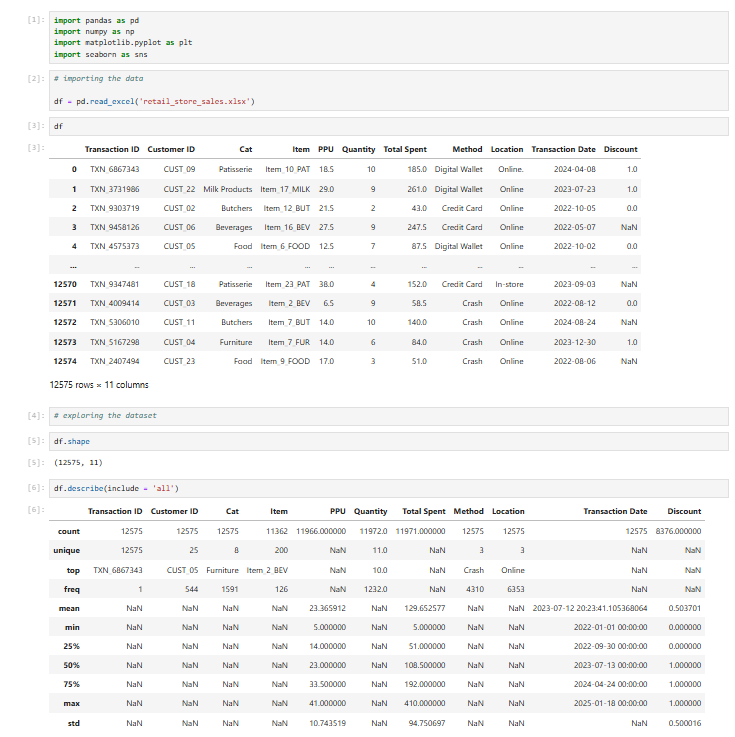 [1]: import pandas as pd
import numpy as np
import matplotlib.pyplot as plt
import seaborn as sns
[2]: # importing the data
df = pd.read_excel('retail_store_sales.xlsx')
[3]: df
[3]: Transaction ID Customer ID Cat Item PPU Quantity Total Spent Method Location Transaction Date Discount
0 TXN_6867343 CUST_09 Patisserie Item_10_PAT 18.5 10 185.0 Digital Wallet Online. 2024-04-08 1.0
1 TXN_3731986 CUST_22 Milk Products Item_17_MILK 29.0 9 261.0 Digital Wallet Online 2023-07-23 1.0
2 TXN_9303719 CUST_02 Butchers Item_12_BUT 21.5 2 43.0 Credit Card Online 2022-10-05 0.0
3 TXN_9458126 CUST_06 Beverages Item_16_BEV 27.5 9 247.5 Credit Card Online 2022-05-07 NaN
4 TXN_4575373 CUST_05 Food Item_6_FOOD 12.5 7 87.5 Digital Wallet Online 2022-10-02 0.0
... ... ... ... ... ... ... ... ... ... ... ...
12570 TXN_9347481 CUST_18 Patisserie Item_23_PAT 38.0 4 152.0 Credit Card In-store 2023-09-03 NaN
12571 TXN_4009414 CUST_03 Beverages Item_2_BEV 6.5 9 58.5 Crash Online 2022-08-12 0.0
12572 TXN_5306010 CUST_11 Butchers Item_7_BUT 14.0 10 140.0 Crash Online 2024-08-24 NaN
12573 TXN_5167298 CUST_04 Furniture Item_7_FUR 14.0 6 84.0 Crash Online 2023-12-30 1.0
12574 TXN_2407494 CUST_23 Food Item_9_FOOD 17.0 3 51.0 Crash Online 2022-08-06 NaN
12575 rows × 11 columns
[4]: # exploring the dataset
[5]: df.shape
[5]: (12575, 11)
[6]: df.describe(include = 'all')
[6]: Transaction ID Customer ID Cat Item PPU Quantity Total Spent Method Location Transaction Date Discount
count 12575 12575 12575 11362 11966.000000 11972.0 11971.000000 12575 12575 12575 8376.000000
unique 12575 25 8 200 NaN 11.0 NaN 3 3 NaN NaN
top TXN_6867343 CUST_05 Furniture Item_2_BEV NaN 10.0 NaN Crash Online NaN NaN
freq 1 544 1591 126 NaN 1232.0 NaN 4310 6353 NaN NaN
mean NaN NaN NaN NaN 23.365912 NaN 129.652577 NaN NaN 2023-07-12 20:23:41.105368064 0.503701
min NaN NaN NaN NaN 5.000000 NaN 5.000000 NaN NaN 2022-01-01 00:00:00 0.000000
25% NaN NaN NaN NaN 14.000000 NaN 51.000000 NaN NaN 2022-09-30 00:00:00 0.000000
50% NaN NaN NaN NaN 23.000000 NaN 108.500000 NaN NaN 2023-07-13 00:00:00 1.000000
75% NaN NaN NaN NaN 33.500000 NaN 192.000000 NaN NaN 2024-04-24 00:00:00 1.000000
max NaN NaN NaN NaN 41.000000 NaN 410.000000 NaN NaN 2025-01-18 00:00:00 1.000000
std NaN NaN NaN NaN 10.743519 NaN 94.750697 NaN NaN NaN 0.500016